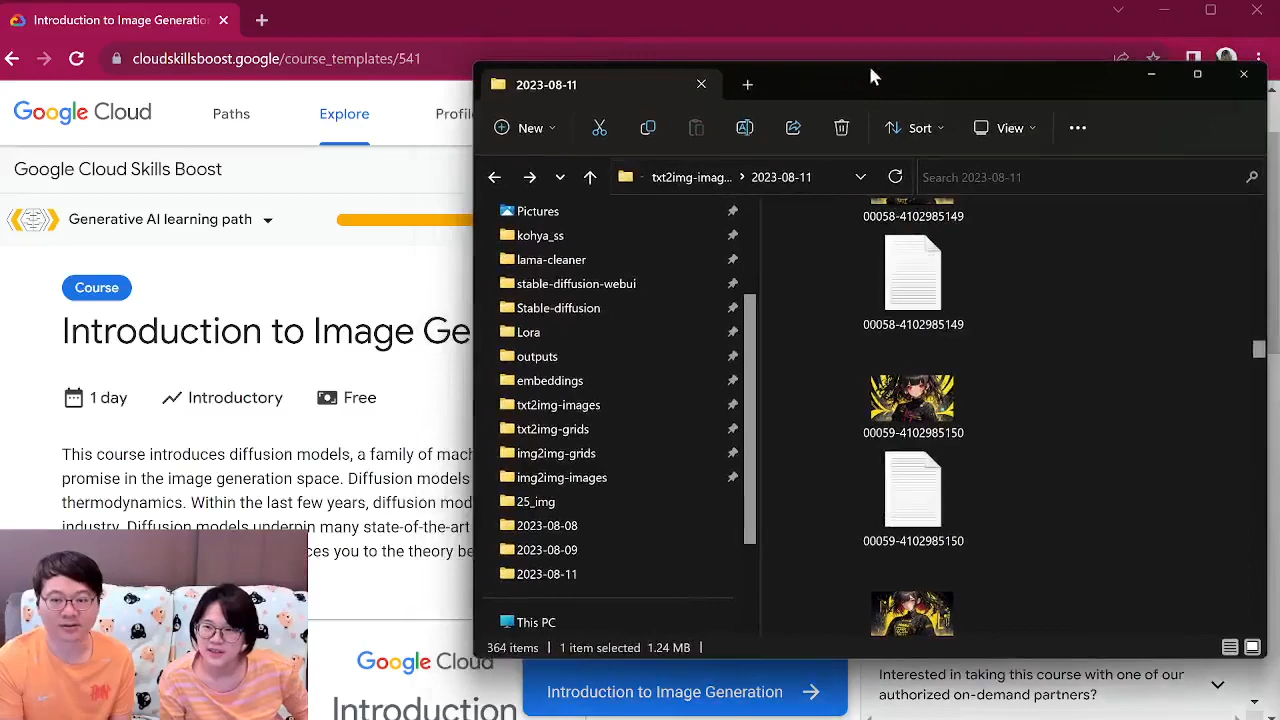 Introduction to Image Generatio
cloudskillsboost.google/course_templates/541
Google Cloud
Paths
Explore
Profil
Google Cloud Skills Boost
Generative AI learning path
Course
Introduction to Image Ge
1 day
Introductory
Free
This course introduces diffusion models, a family of mach
promise in the image generation space. Diffusion models
thermodynamics. Within the last few years, diffusion mod
industry. Diffusion models underpin many state-of-the-art
ces you to the theory be
Google Cloud
Introduction
Introduction to Image Generation
Interested in taking this course with one of our
authorized on-demand partners?
2023-08-11
New
Sort
View
txt2img-imag...
2023-08-11
Search 2023-08-11
Pictures
kohya_ss
lama-cleaner
stable-diffusion-webui
Stable-diffusion
Lora
outputs
embeddings
txt2img-images
txt2img-grids
img2img-grids
img2img-images
25_img
2023-08-08
2023-08-09
2023-08-11
This PC
00058-4102985149
00058-4102985149
00059-4102985150
00059-4102985150
364 items
1 item selected 1.24 MB